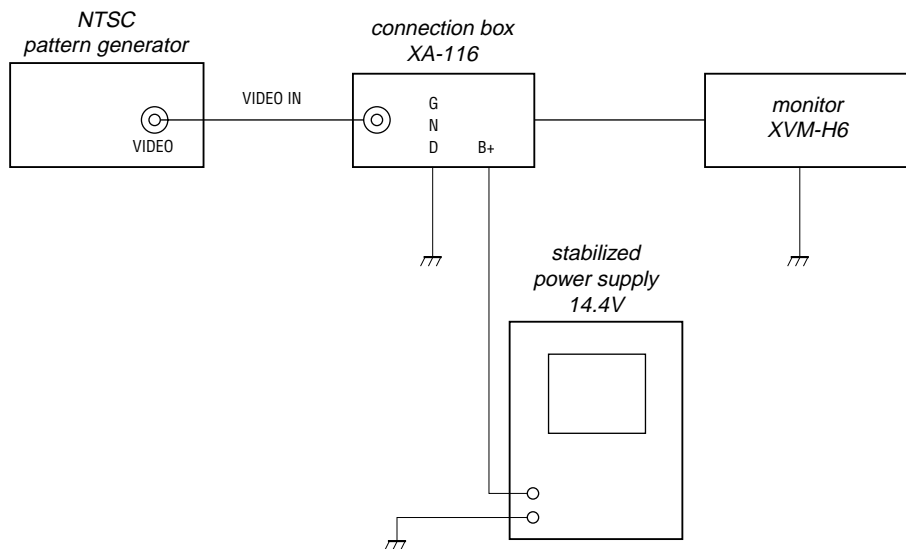 NTSC
pattern generator
VIDEO
VIDEO IN
connection box
XA-116
G
N
D B+
monitor
XVM-H6
stabilized
power supply
14.4V